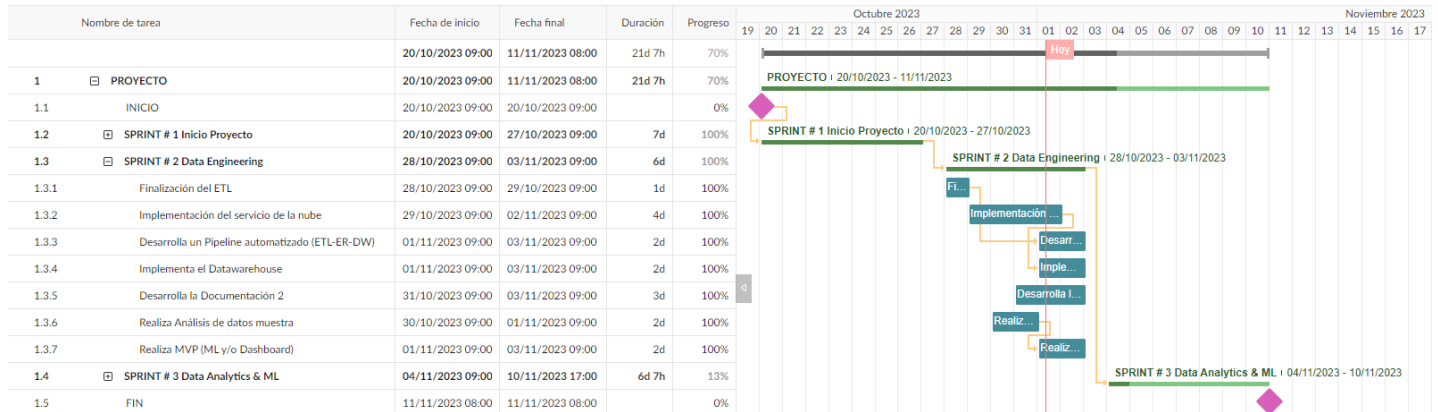 Nombre de tarea Fecha de inicio Fecha final Duración Progreso Octubre 2023 Noviembre 2023
19 20 21 22 23 24 25 26 27 28 29 30 31 01 02 03 04 05 06 07 08 09 10 11 12 13 14 15 16 17
20/10/2023 09:00 11/11/2023 08:00 21d 7h 70% Hoy
1 PROYECTO 20/10/2023 09:00 11/11/2023 08:00 21d 7h 70% PROYECTO 20/10/2023 - 11/11/2023
1.1 INICIO 20/10/2023 09:00 20/10/2023 09:00 0%
1.2 SPRINT # 1 Inicio Proyecto 20/10/2023 09:00 27/10/2023 09:00 7d 100% SPRINT # 1 Inicio Proyecto 20/10/2023 - 27/10/2023
1.3 SPRINT # 2 Data Engineering 28/10/2023 09:00 03/11/2023 09:00 6d 100% SPRINT # 2 Data Engineering 28/10/2023 - 03/11/2023
1.3.1 Finalización del ETL 28/10/2023 09:00 29/10/2023 09:00 1d 100% Fi...
1.3.2 Implementación del servicio de la nube 29/10/2023 09:00 02/11/2023 09:00 4d 100% Implementación ...
1.3.3 Desarrolla un Pipeline automatizado (ETL-ER-DW) 01/11/2023 09:00 03/11/2023 09:00 2d 100% Desarr...
1.3.4 Implementa el Datawarehouse 01/11/2023 09:00 03/11/2023 09:00 2d 100% Imple...
1.3.5 Desarrolla la Documentación 2 31/10/2023 09:00 03/11/2023 09:00 3d 100% Desarrolla l...
1.3.6 Realiza Análisis de datos muestra 30/10/2023 09:00 01/11/2023 09:00 2d 100% Realiz...
1.3.7 Realiza MVP (ML y/o Dashboard) 01/11/2023 09:00 03/11/2023 09:00 2d 100% Realiz...
1.4 SPRINT # 3 Data Analytics & ML 04/11/2023 09:00 10/11/2023 17:00 6d 7h 13% SPRINT # 3 Data Analytics & ML 04/11/2023 - 10/11/2023
1.5 FIN 11/11/2023 08:00 11/11/2023 08:00 0%